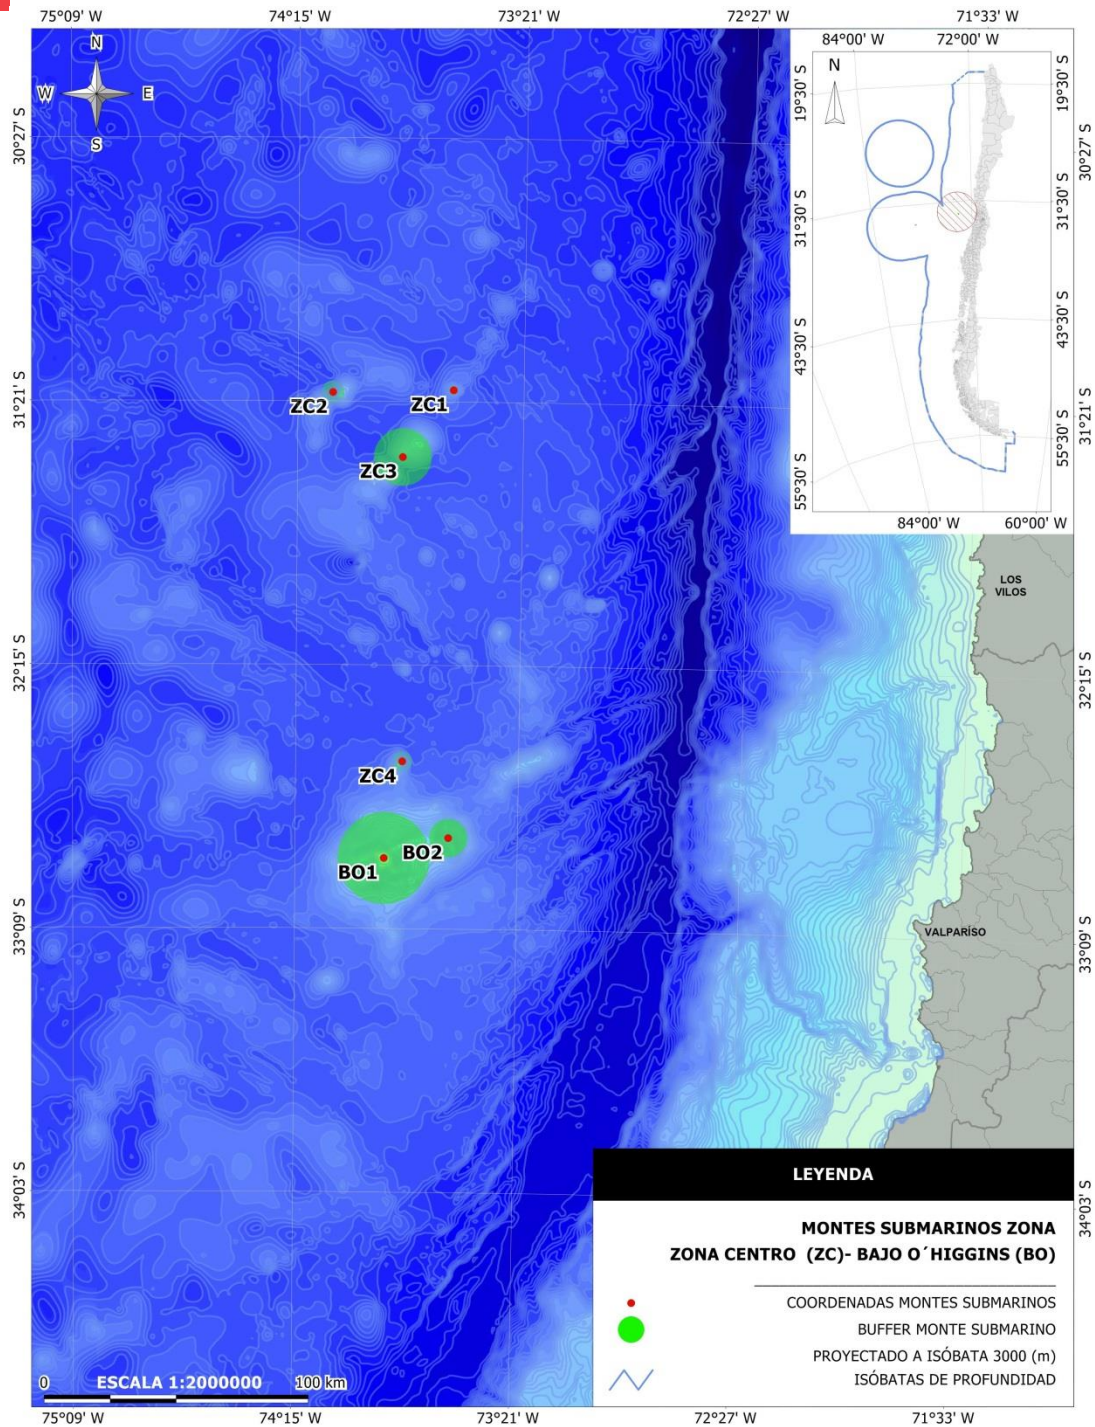 75°09' W 74°15' W 73°21' W 72°27' W 71°33' W
N
W E
S
84°00' W 72°00' W
N
19°30' S 19°30' S
30°27' S 30°27' S
31°30' S 31°30' S
43°30' S 43°30' S
55°30' S 55°30' S
84°00' W 60°00' W
31°21' S 31°21' S
ZC2 ZC1
ZC3
LOS
VILOS
32°15' S 32°15' S
ZC4
BO2
BO1
33°09' S 33°09' S
VALPARÍSO
34°03' S 34°03' S
LEYENDA
MONTES SUBMARINOS ZONA
ZONA CENTRO (ZC)- BAJO O´HIGGINS (BO)
COORDENADAS MONTES SUBMARINOS
BUFFER MONTE SUBMARINO
PROYECTADO A ISÓBATA 3000 (m)
ISÓBATAS DE PROFUNDIDAD
0 ESCALA 1:2000000 100 km
75°09' W 74°15' W 73°21' W 72°27' W 71°33' W